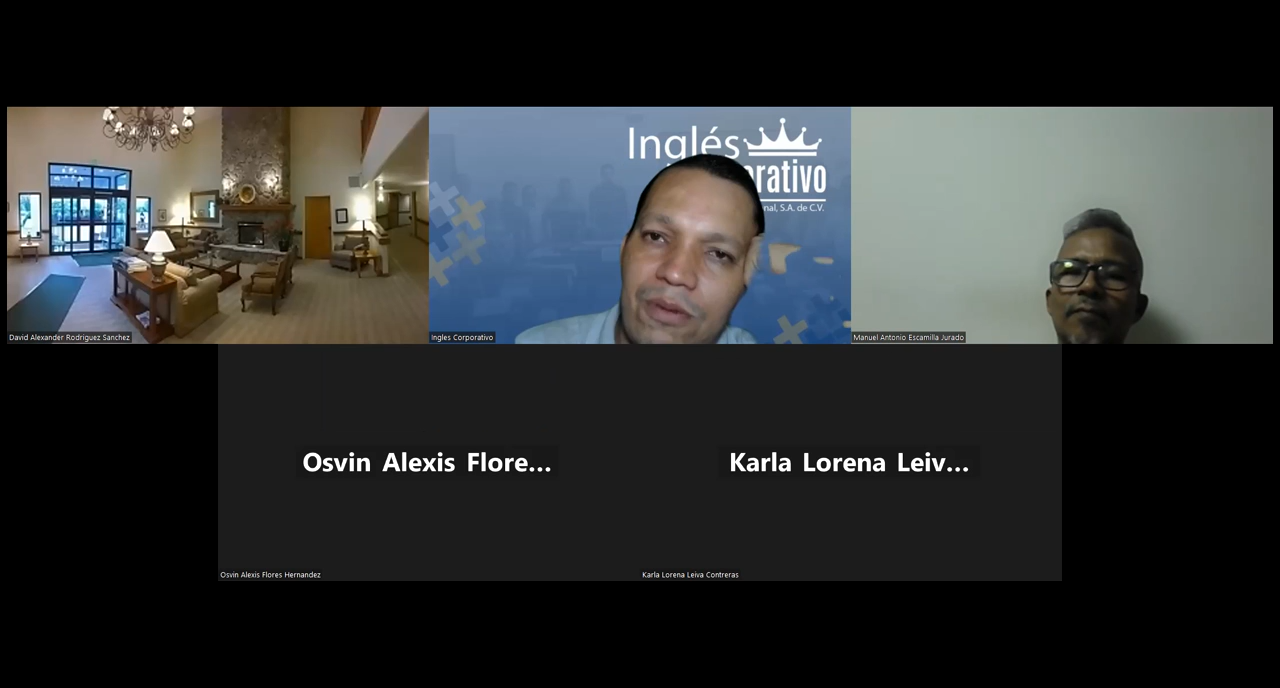 Inglés
orativo
nal, S.A. de C.V.
David Alexander Rodriguez Sanchez
Ingles Corporativo
Manuel Antonio Escamilla Jurado
Osvin Alexis Flore...
Karla Lorena Leiv...
Osvin Alexis Flores Hernandez
Karla Lorena Leiva Contreras